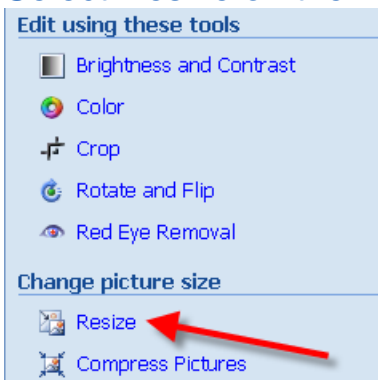 Edit using these tools
Brightness and Contrast
Color
Crop
Rotate and Flip
Red Eye Removal
Change picture size
Resize
Compress Pictures